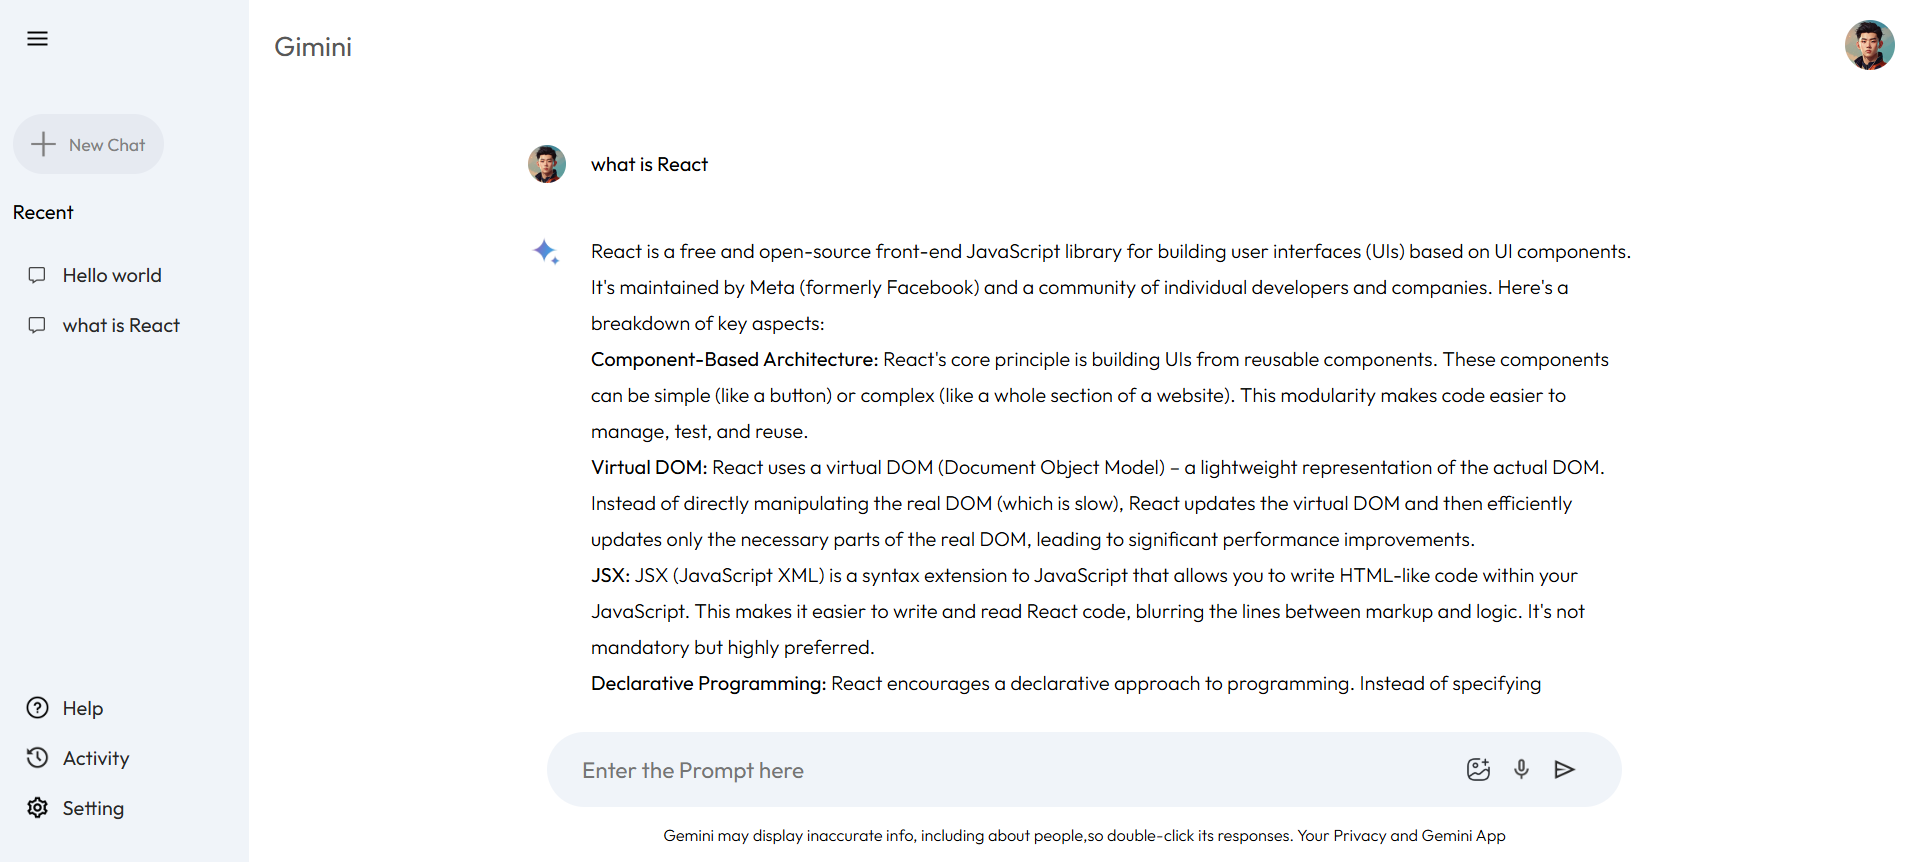 Gimini
New Chat
Recent
Hello world
what is React
Help
Activity
Setting
what is React
React is a free and open-source front-end JavaScript library for building user interfaces (UIs) based on UI components.
It's maintained by Meta (formerly Facebook) and a community of individual developers and companies. Here's a
breakdown of key aspects:
Component-Based Architecture: React's core principle is building UIs from reusable components. These components
can be simple (like a button) or complex (like a whole section of a website). This modularity makes code easier to
manage, test, and reuse.
Virtual DOM: React uses a virtual DOM (Document Object Model) – a lightweight representation of the actual DOM.
Instead of directly manipulating the real DOM (which is slow), React updates the virtual DOM and then efficiently
updates only the necessary parts of the real DOM, leading to significant performance improvements.
JSX: JSX (JavaScript XML) is a syntax extension to JavaScript that allows you to write HTML-like code within your
JavaScript. This makes it easier to write and read React code, blurring the lines between markup and logic. It's not
mandatory but highly preferred.
Declarative Programming: React encourages a declarative approach to programming. Instead of specifying
Enter the Prompt here
Gemini may display inaccurate info, including about people,so double-click its responses. Your Privacy and Gemini App